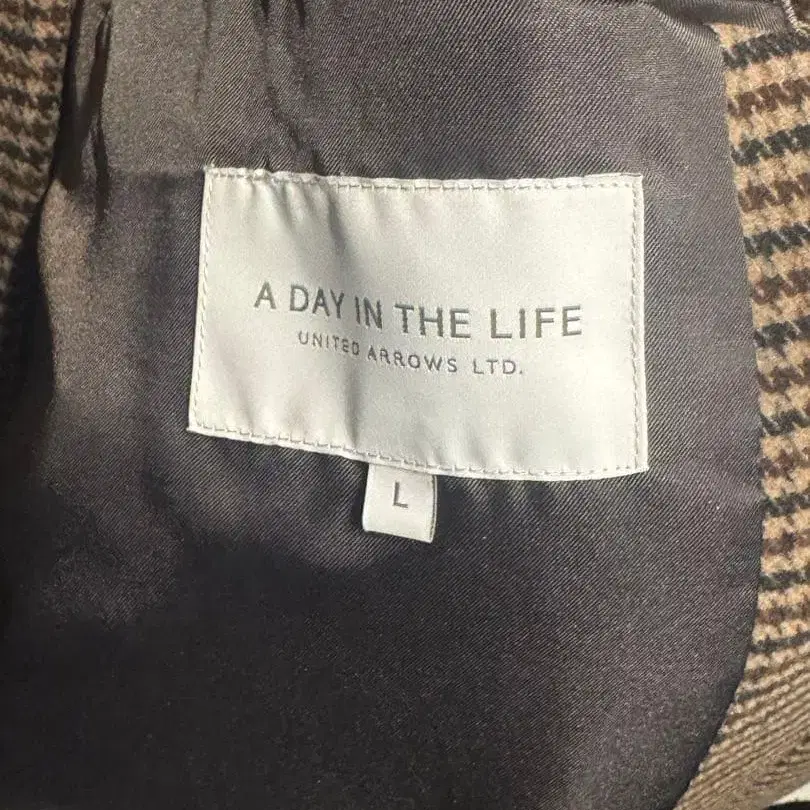 A DAY IN THE LIFE
UNITED ARROWS LTD.
L